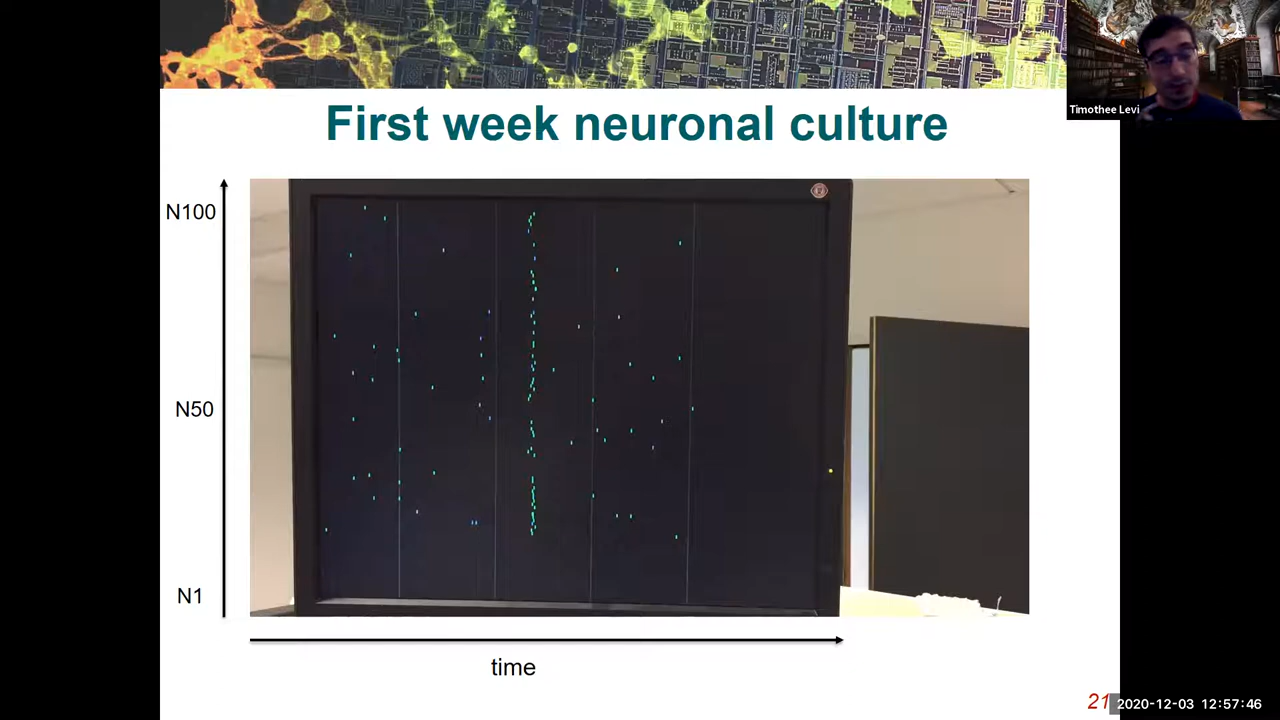 First week neuronal culture
Timothee Levi
N100
N50
N1
time
21
2020-12-03 12:57:46